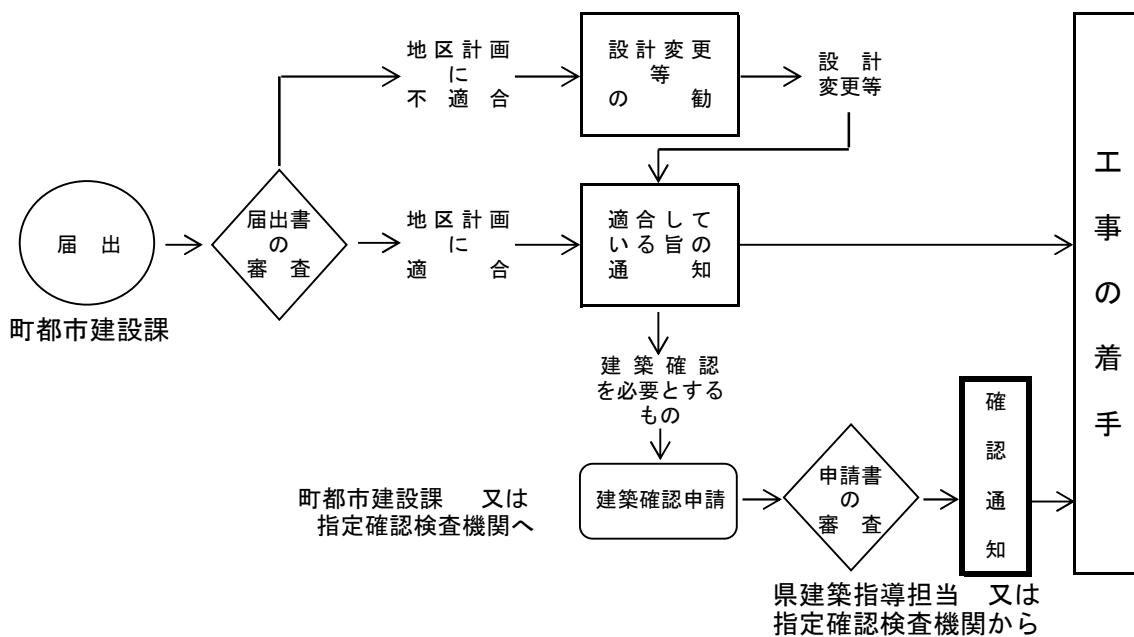 地区計画
に
不適合
設計変更
等
の勧
設計
変更等
届出
町都市建設課
届出書
の
審査
地区計画
に
適合
適合して
いる旨の
通知
建築確認
を必要とする
もの
町都市建設課　又は
指定確認検査機関へ
建築確認申請
申請書
の
審査
県建築指導担当　又は
指定確認検査機関から
確認通知
工事の着手